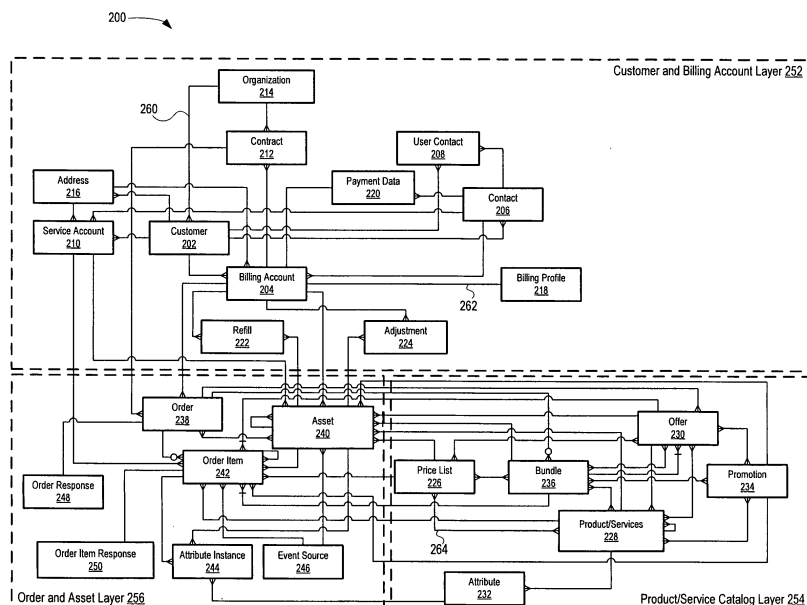 200
Customer and Billing Account Layer 252
Organization
214
260
Contract
212
User Contact
208
Address
216
Payment Data
220
Contact
206
Service Account
210
Customer
202
Billing Account
204
Billing Profile
218
262
Refill
222
Adjustment
224
Order
238
Asset
240
Offer
230
Order Item
242
Price List
226
Bundle
236
Promotion
234
Order Response
248
Product/Services
228
264
Order Item Response
250
Attribute Instance
244
Event Source
246
Attribute
232
Order and Asset Layer 256
Product/Service Catalog Layer 254